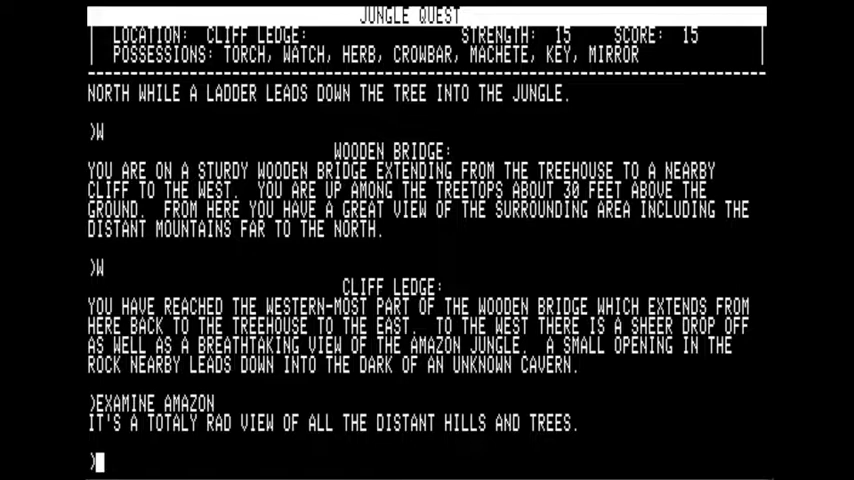 JUNGLE QUEST
LOCATION: CLIFF LEDGE: STRENGTH: 15 SCORE: 15
POSSESSIONS: TORCH, WATCH, HERB, CROWBAR, MACHETE, KEY, MIRROR
NORTH WHILE A LADDER LEADS DOWN THE TREE INTO THE JUNGLE.
>W
WOODEN BRIDGE:
YOU ARE ON A STURDY WOODEN BRIDGE EXTENDING FROM THE TREEHOUSE TO A NEARBY
CLIFF TO THE WEST. YOU ARE UP AMONG THE TREETOPS ABOUT 30 FEET ABOVE THE
GROUND. FROM HERE YOU HAVE A GREAT VIEW OF THE SURROUNDING AREA INCLUDING THE
DISTANT MOUNTAINS FAR TO THE NORTH.
>W
CLIFF LEDGE:
YOU HAVE REACHED THE WESTERN-MOST PART OF THE WOODEN BRIDGE WHICH EXTENDS FROM
HERE BACK TO THE TREEHOUSE TO THE EAST. TO THE WEST THERE IS A SHEER DROP OFF
AS WELL AS A BREATHTAKING VIEW OF THE AMAZON JUNGLE. A SMALL OPENING IN THE
ROCK NEARBY LEADS DOWN INTO THE DARK OF AN UNKNOWN CAVERN.
>EXAMINE AMAZON
IT'S A TOTALY RAD VIEW OF ALL THE DISTANT HILLS AND TREES.
>